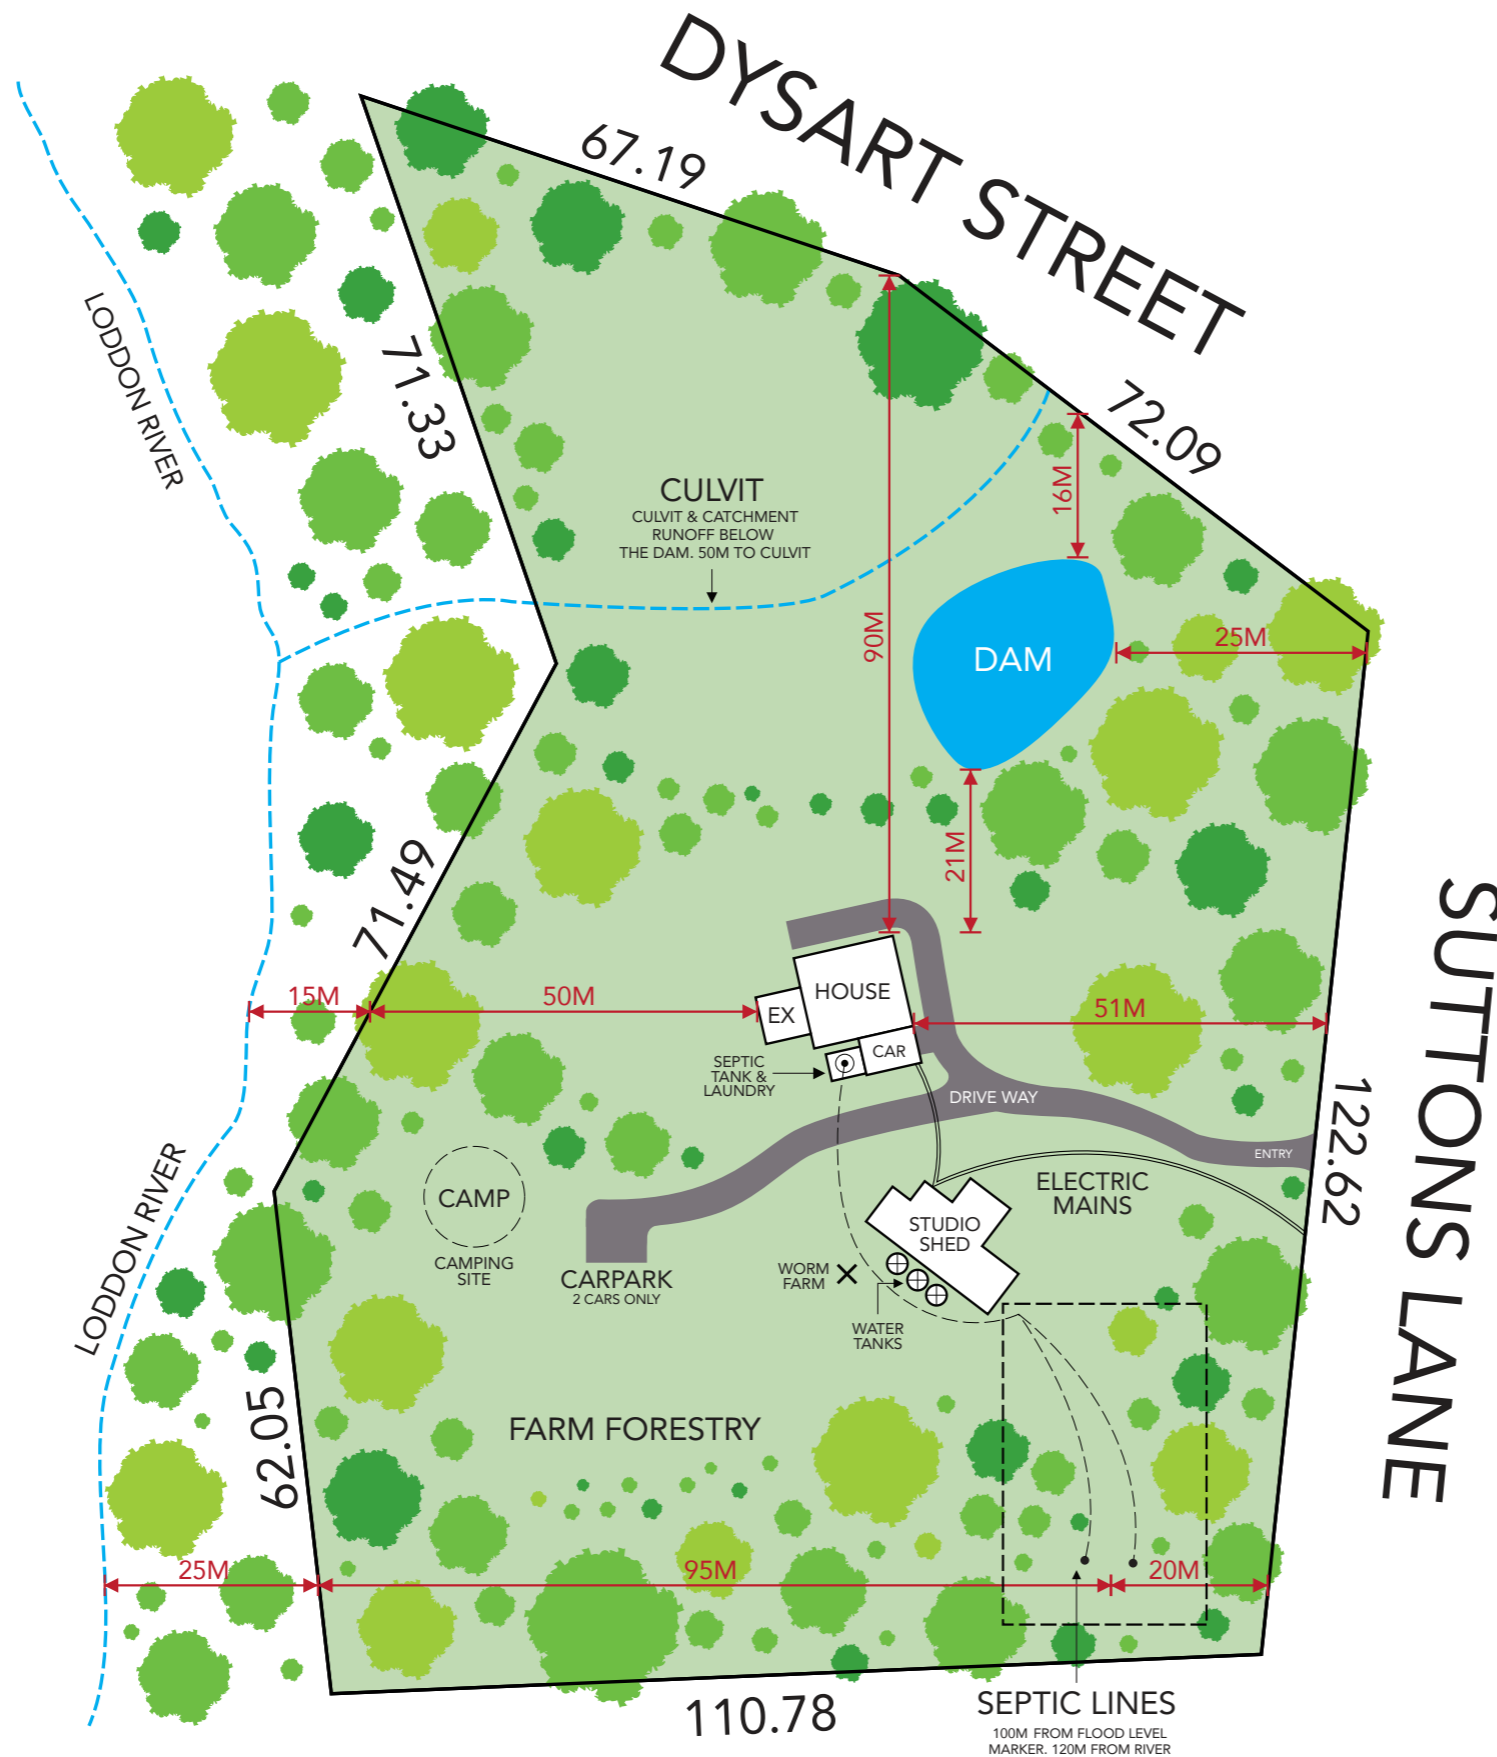 DYSART STREET
67.19
LODDON RIVER
71.33
72.09
16M
CULVIT
CULVIT & CATCHMENT
RUNOFF BELOW
THE DAM. 50M TO CULVIT
90M
DAM
25M
21M
71.49
SUTTONS LANE
15M
50M
HOUSE
EX
51M
CAR
SEPTIC
TANK &
LAUNDRY
DRIVE WAY
122.62
ENTRY
ELECTRIC
MAINS
LODDON RIVER
CAMP
CAMPING
SITE
STUDIO
SHED
CARPARK
2 CARS ONLY
WORM
FARM
WATER
TANKS
62.05
FARM FORESTRY
25M
95M
20M
110.78
SEPTIC LINES
100M FROM FLOOD LEVEL
MARKER. 120M FROM RIVER